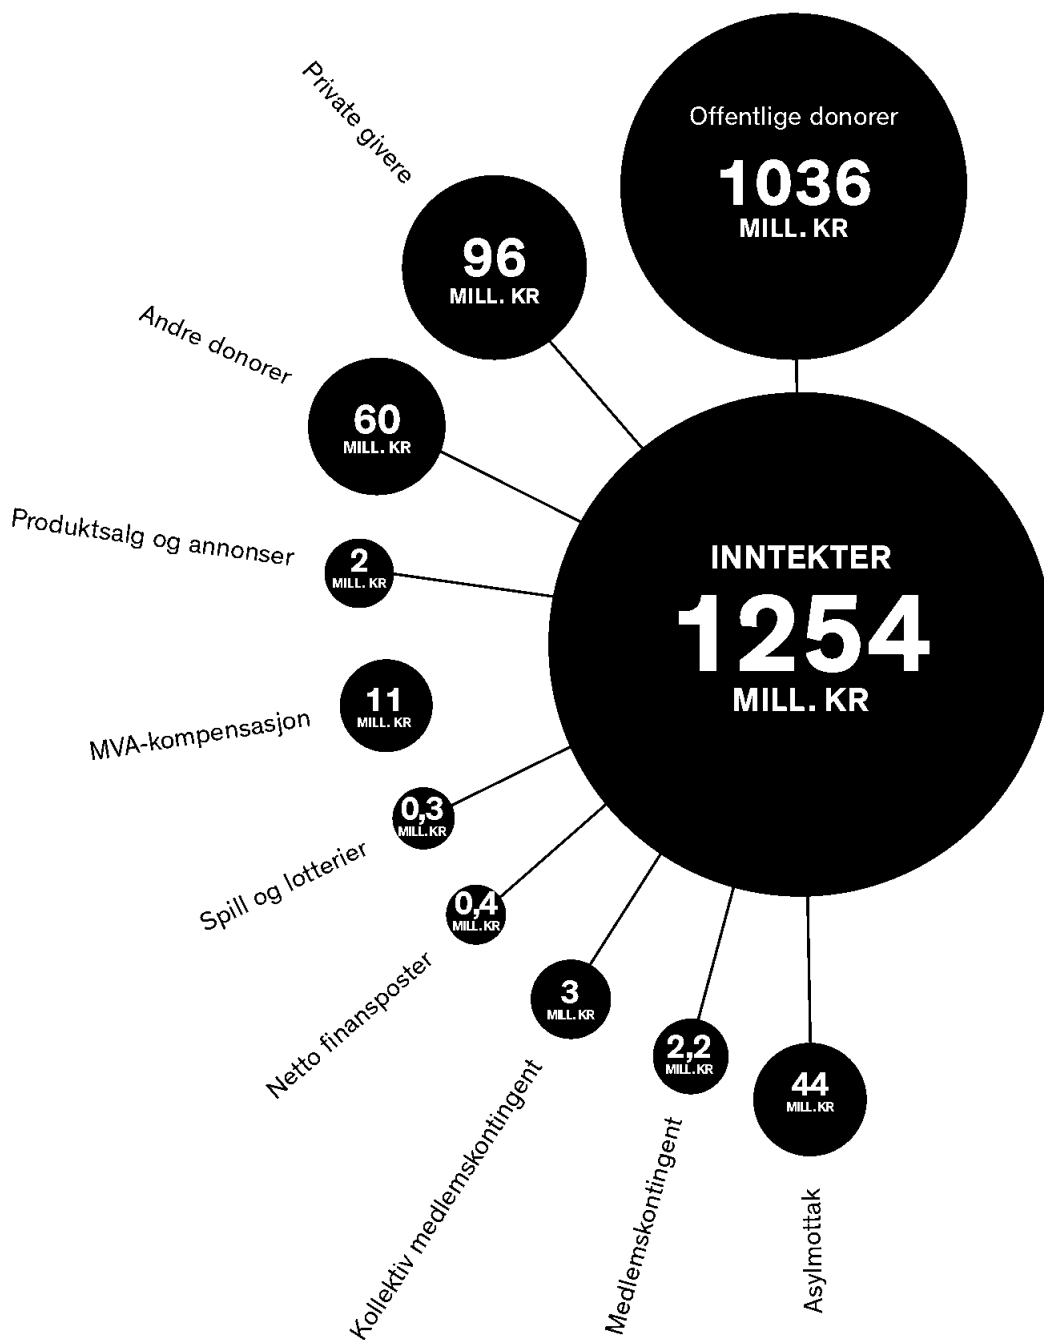 Offentlige donorer
1036
MILL. KR
Private givere
96
MILL. KR
Andre donorer
60
MILL. KR
Produktsalg og annonser
2
MILL. KR
INNTEKTER
1254
MILL. KR
MVA-kompensasjon
11
MILL. KR
Spill og lotterier
0,3
MILL. KR
Netto finansposter
0,4
MILL. KR
Kollektiv medlemskontingent
3
MILL. KR
Medlemskontingent
2,2
MILL. KR
Asylmottak
44
MILL. KR